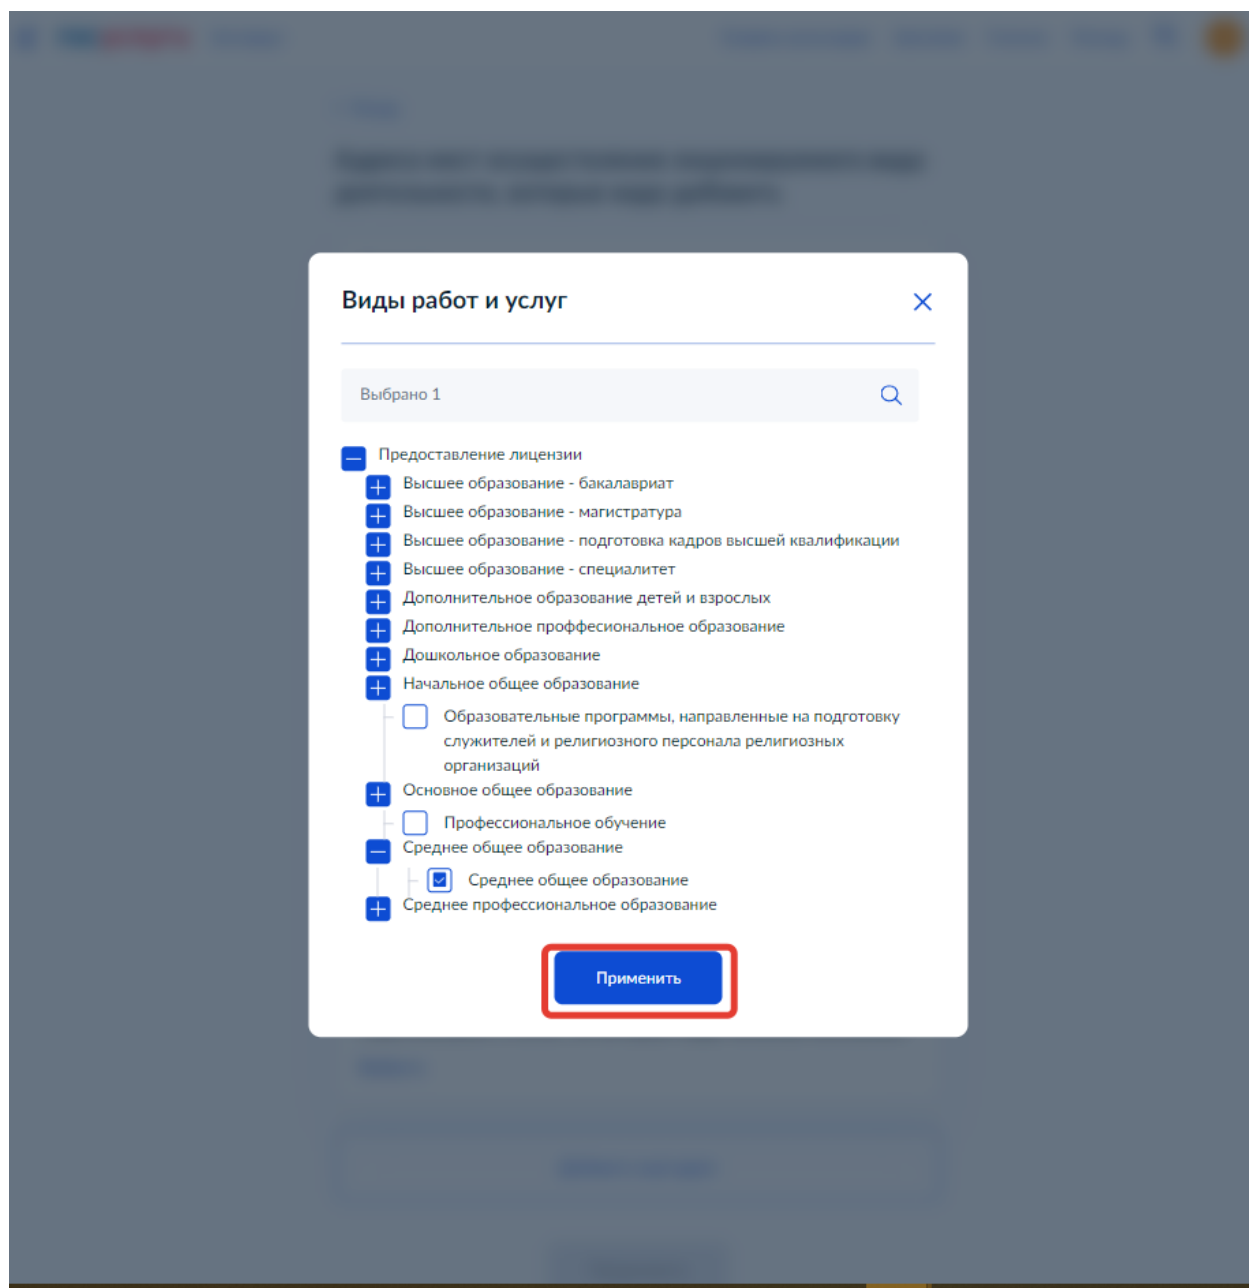 Виды работ и услуг
Выбрано 1
Предоставление лицензии
Высшее образование - бакалавриат
Высшее образование - магистратура
Высшее образование - подготовка кадров высшей квалификации
Высшее образование - специалитет
Дополнительное образование детей и взрослых
Дополнительное проффесиональное образование
Дошкольное образование
Начальное общее образование
Образовательные программы, направленные на подготовку
служителей и религиозного персонала религиозных
организаций
Основное общее образование
Профессиональное обучение
Среднее общее образование
Среднее общее образование
Среднее профессиональное образование
Применить